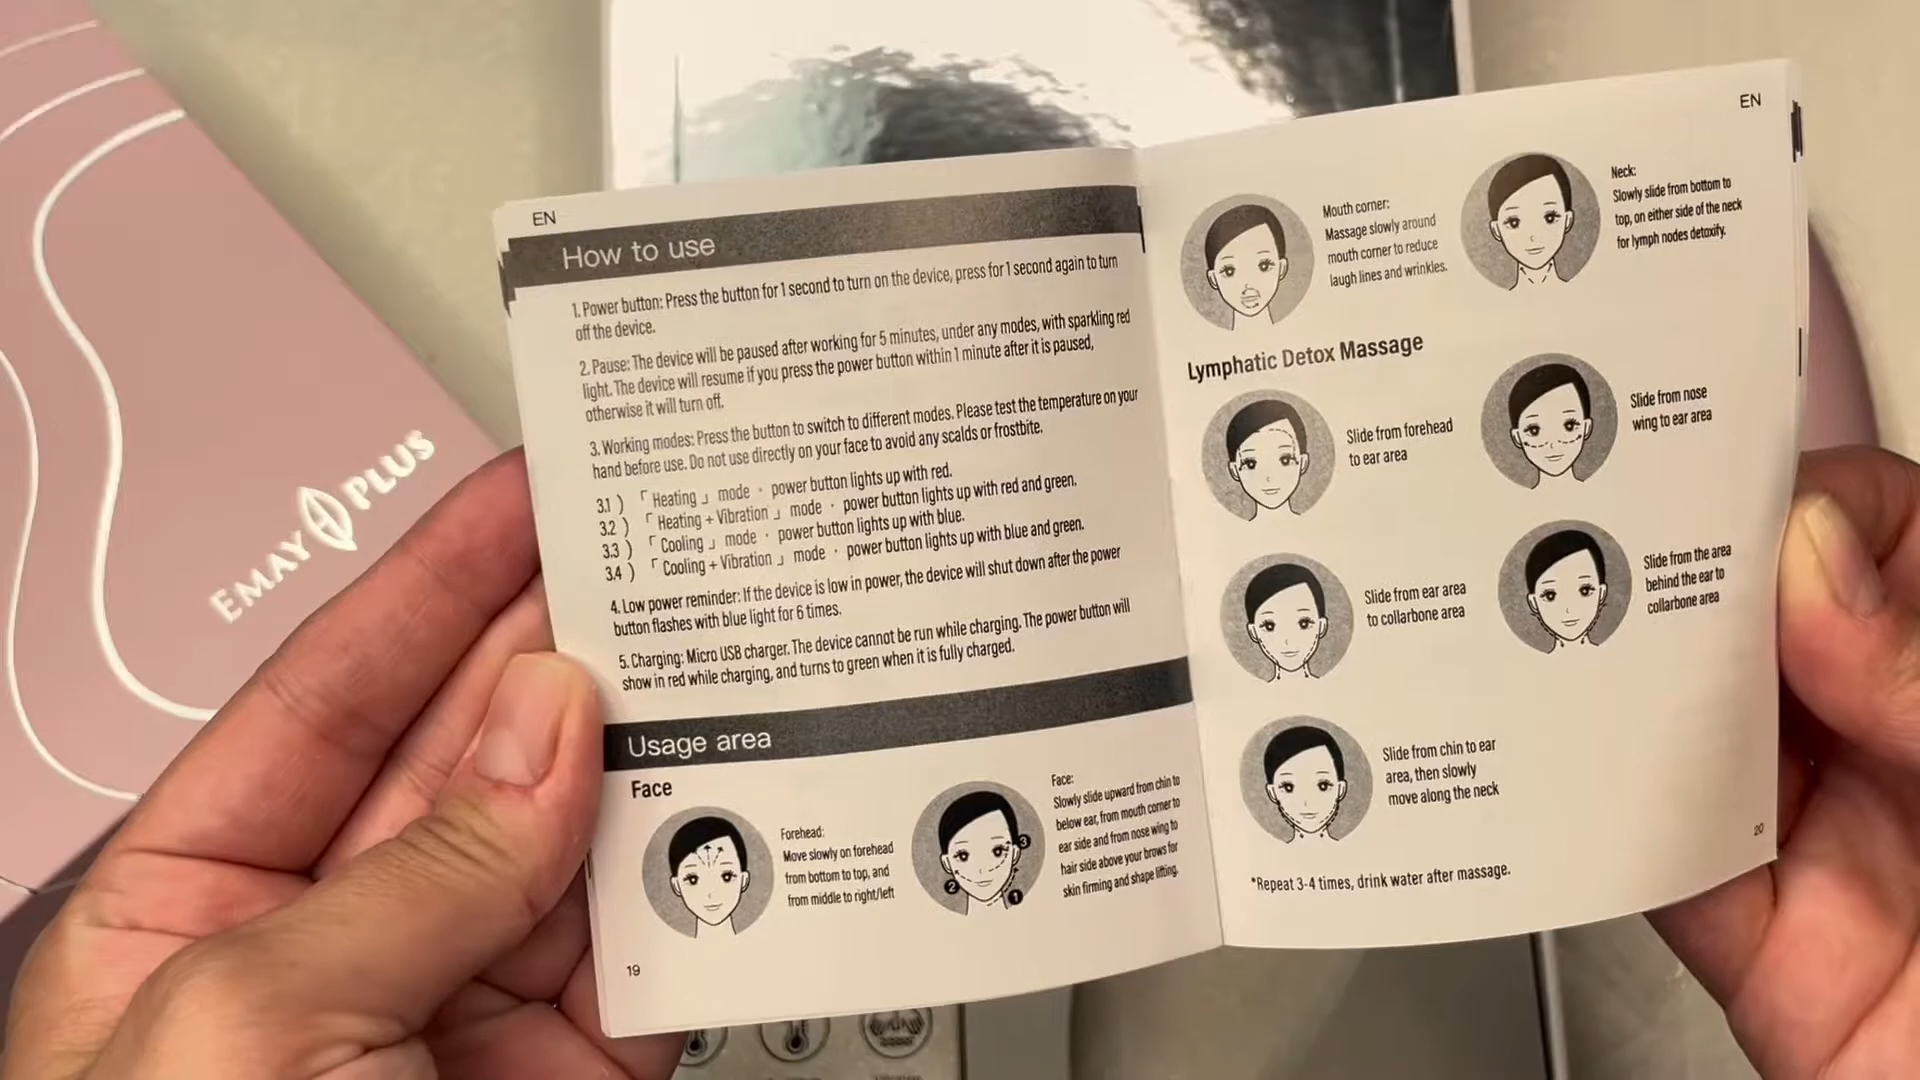 EMAY PLUS
EN
How to use
1. Power button: Press the button for 1 second to turn on the device, press for 1 second again to turn
off the device.
2. Pause: The device will be paused after working for 5 minutes, under any modes, with sparkling red
light. The device will resume if you press the power button within 1 minute after it is paused,
otherwise it will turn off.
3. Working modes: Press the button to switch to different modes. Please test the temperature on your
hand before use. Do not use directly on your face to avoid any scalds or frostbite.
3.1 ) 「 Heating 」 mode · power button lights up with red.
3.2 ) 「 Heating + Vibration 」 mode · power button lights up with red and green.
3.3 ) 「 Cooling 」 mode · power button lights up with blue.
3.4 ) 「 Cooling + Vibration 」 mode · power button lights up with blue and green.
4. Low power reminder: If the device is low in power, the device will shut down after the power
button flashes with blue light for 6 times.
5. Charging: Micro USB charger. The device cannot be run while charging. The power button will
show in red while charging, and turns to green when it is fully charged.
Usage area
Face
Forehead:
Move slowly on forehead
from bottom to top, and
from middle to right/left
1
2
3
Face:
Slowly slide upward from chin to
below ear, from mouth corner to
ear side and from nose wing to
hair side above your brows for
skin firming and shape lifting.
19
EN
Mouth corner:
Massage slowly around
mouth corner to reduce
laugh lines and wrinkles.
Neck:
Slowly slide from bottom to
top, on either side of the neck
for lymph nodes detoxify.
Lymphatic Detox Massage
Slide from forehead
to ear area
Slide from nose
wing to ear area
Slide from ear area
to collarbone area
Slide from the area
behind the ear to
collarbone area
Slide from chin to ear
area, then slowly
move along the neck
*Repeat 3-4 times, drink water after massage.
20